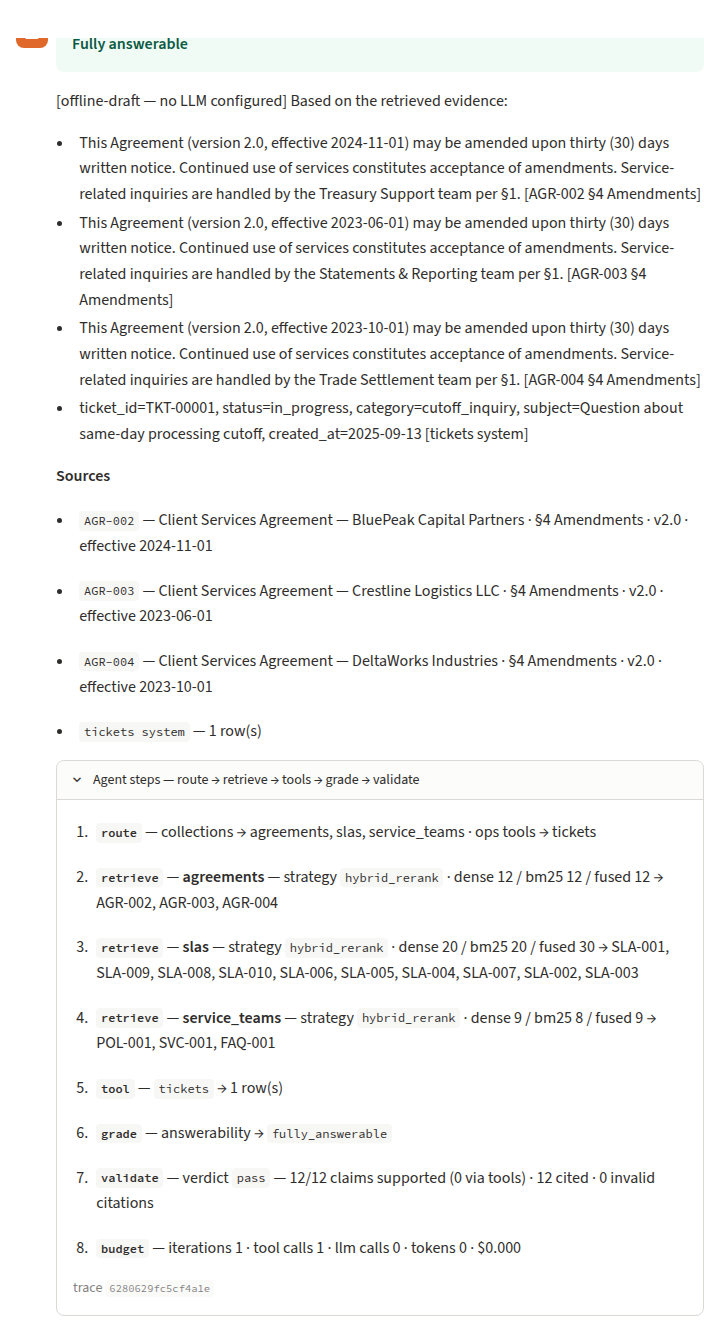 Fully answerable
[offline-draft — no LLM configured] Based on the retrieved evidence:
• This Agreement (version 2.0, effective 2024-11-01) may be amended upon thirty (30) days
written notice. Continued use of services constitutes acceptance of amendments. Service-
related inquiries are handled by the Treasury Support team per §1. [AGR-002 §4 Amendments]
• This Agreement (version 2.0, effective 2023-06-01) may be amended upon thirty (30) days
written notice. Continued use of services constitutes acceptance of amendments. Service-
related inquiries are handled by the Statements & Reporting team per §1. [AGR-003 §4
Amendments]
• This Agreement (version 2.0, effective 2023-10-01) may be amended upon thirty (30) days
written notice. Continued use of services constitutes acceptance of amendments. Service-
related inquiries are handled by the Trade Settlement team per §1. [AGR-004 §4 Amendments]
• ticket_id=TKT-00001, status=in_progress, category=cutoff_inquiry, subject=Question about
same-day processing cutoff, created_at=2025-09-13 [tickets system]
Sources
• AGR-002 — Client Services Agreement — BluePeak Capital Partners · §4 Amendments · v2.0 ·
effective 2024-11-01
• AGR-003 — Client Services Agreement — Crestline Logistics LLC · §4 Amendments · v2.0 ·
effective 2023-06-01
• AGR-004 — Client Services Agreement — DeltaWorks Industries · §4 Amendments · v2.0 ·
effective 2023-10-01
• tickets system — 1 row(s)
Agent steps — route → retrieve → tools → grade → validate
1. route — collections → agreements, slas, service_teams · ops tools → tickets
2. retrieve — agreements — strategy hybrid_rerank · dense 12 / bm25 12 / fused 12 →
AGR-002, AGR-003, AGR-004
3. retrieve — slas — strategy hybrid_rerank · dense 20 / bm25 20 / fused 30 → SLA-001,
SLA-009, SLA-008, SLA-010, SLA-006, SLA-005, SLA-004, SLA-007, SLA-002, SLA-003
4. retrieve — service_teams — strategy hybrid_rerank · dense 9 / bm25 8 / fused 9 →
POL-001, SVC-001, FAQ-001
5. tool — tickets → 1 row(s)
6. grade — answerability → fully_answerable
7. validate — verdict pass — 12/12 claims supported (0 via tools) · 12 cited · 0 invalid
citations
8. budget — iterations 1 · tool calls 1 · llm calls 0 · tokens 0 · $0.000
trace 6280629fc5cf4a1e